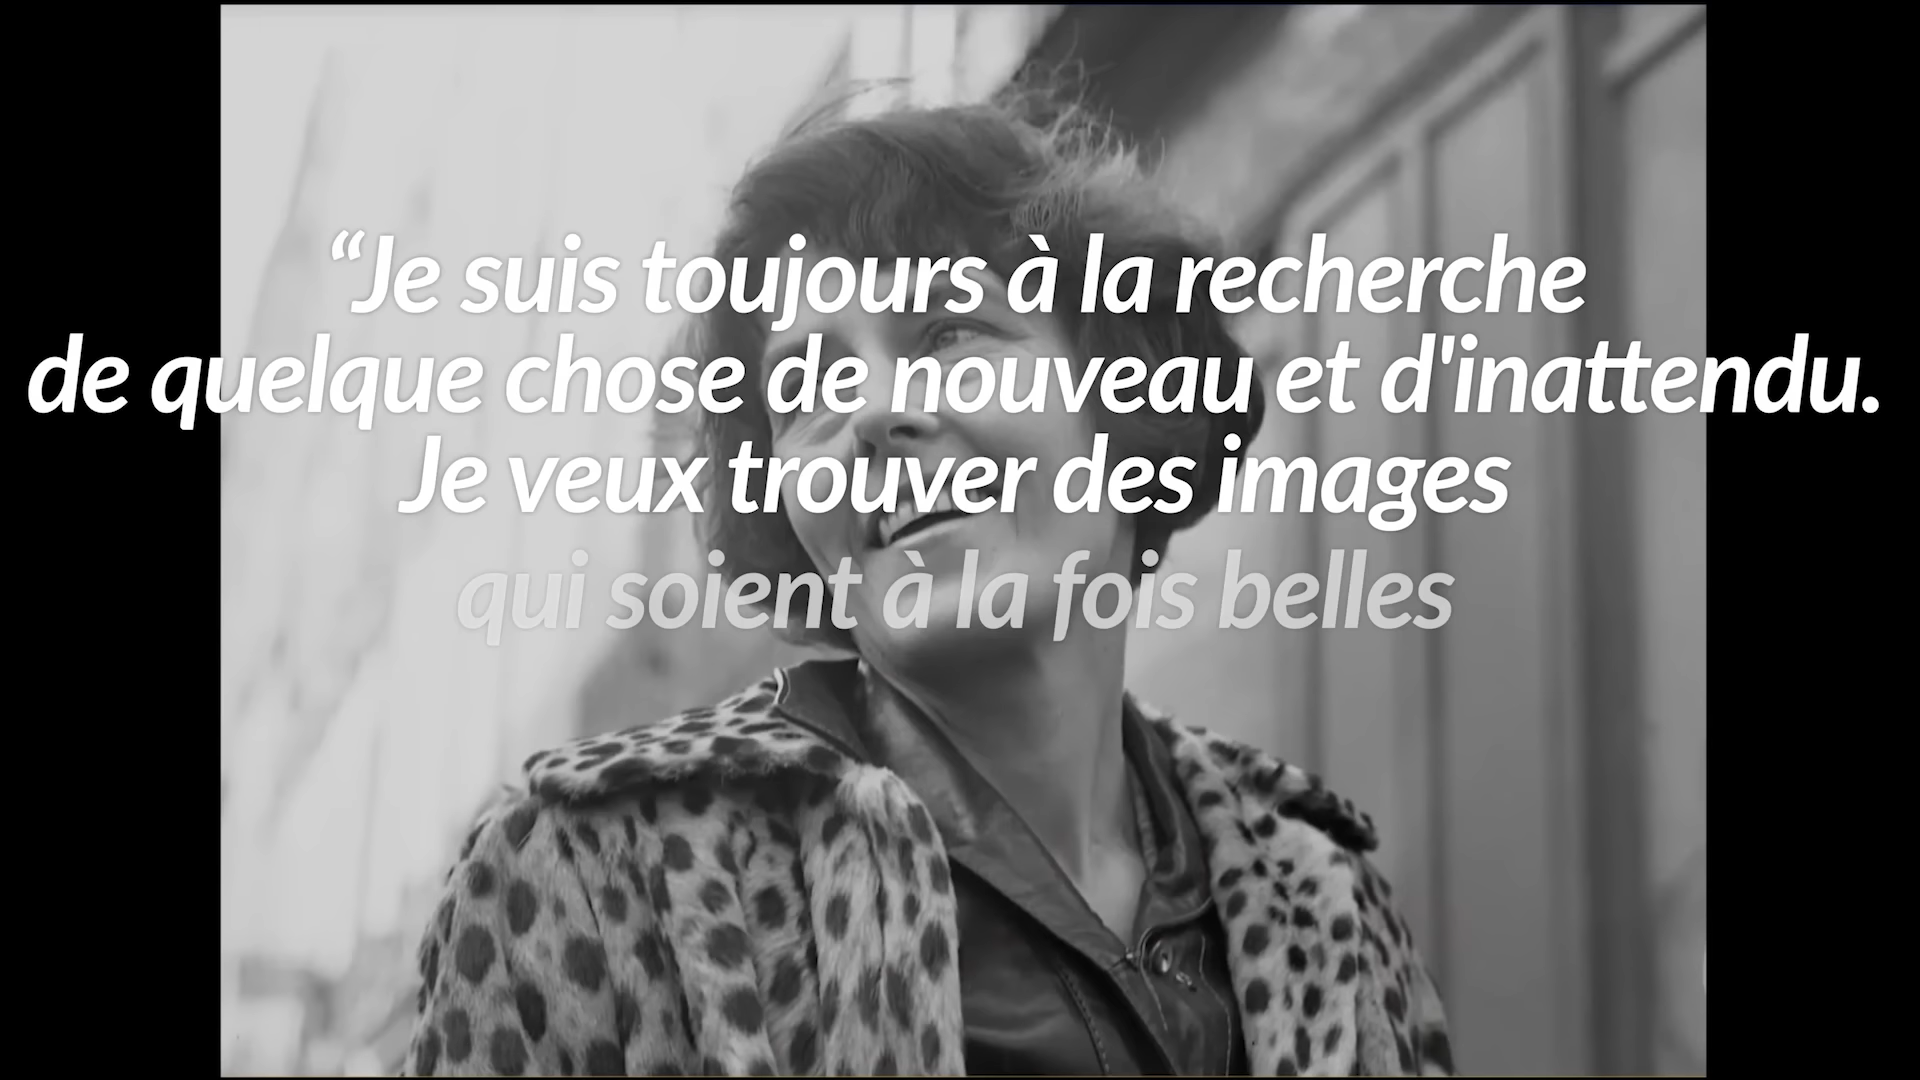 “Je suis toujours à la recherche
de quelque chose de nouveau et d'inattendu.
Je veux trouver des images
qui soient à la fois belles